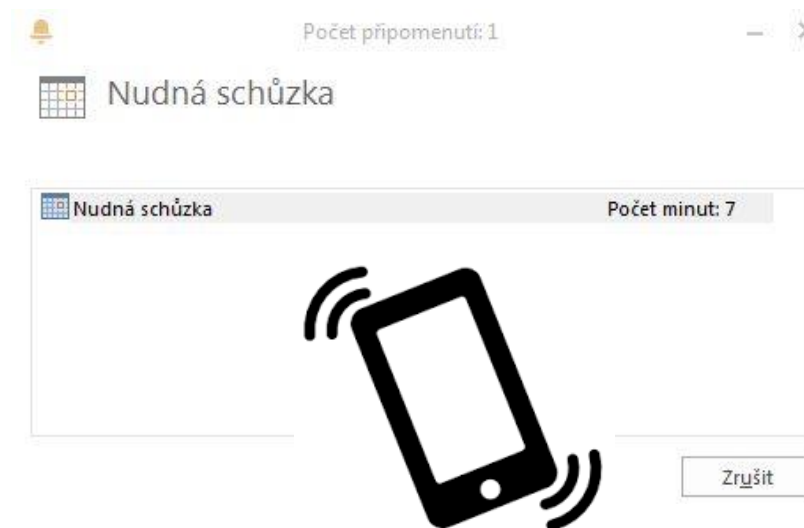 Počet připomenutí: 1
Nudná schůzka
Nudná schůzka Počet minut: 7
Zrušit